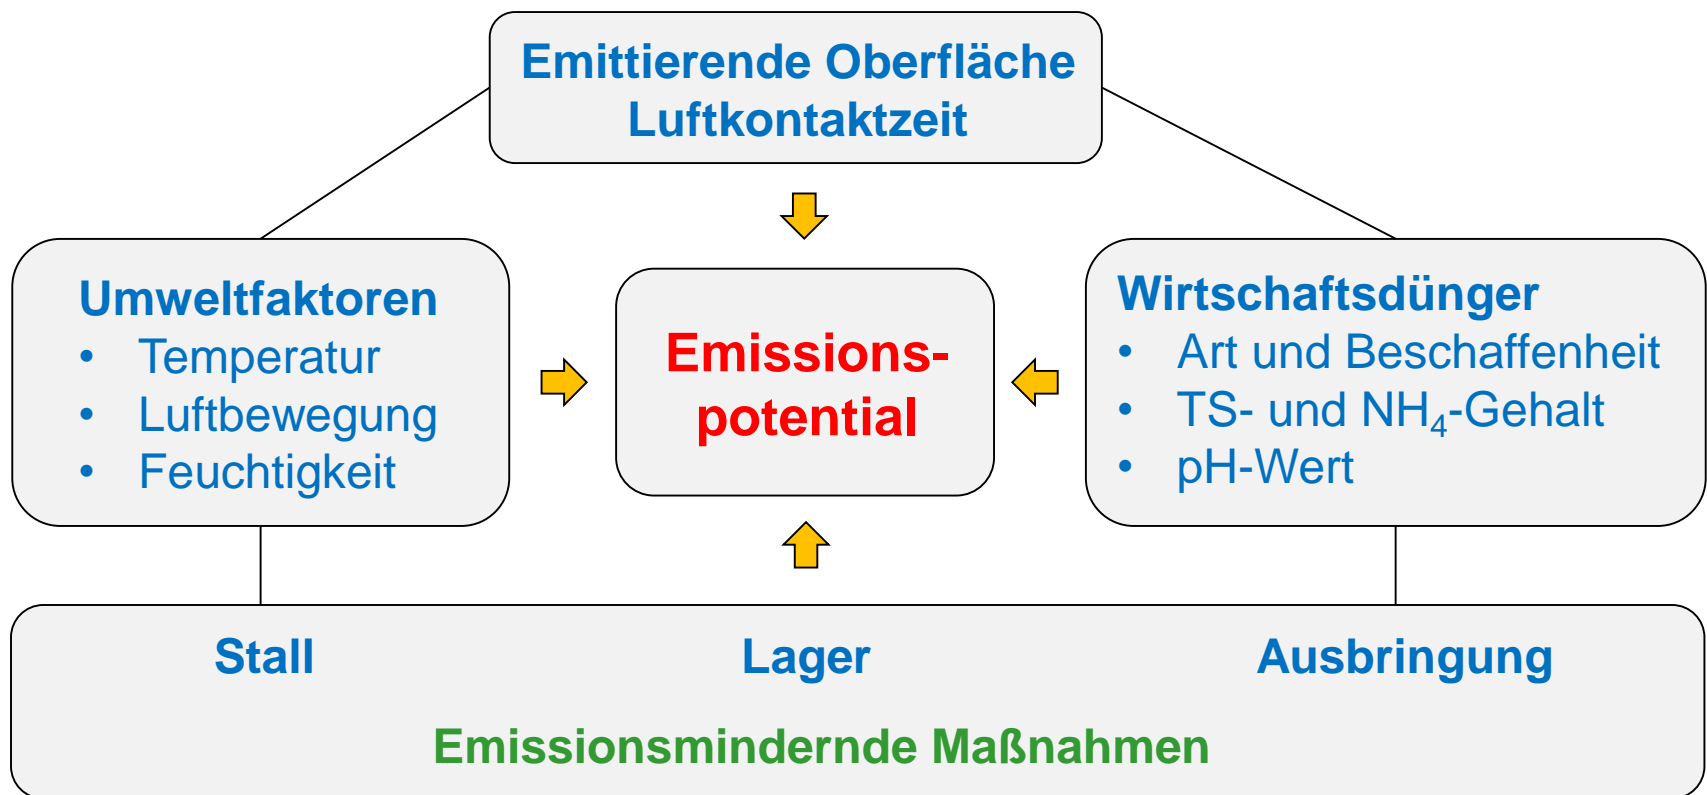 Emittierende Oberfläche
Luftkontaktzeit
Umweltfaktoren
• Temperatur
• Luftbewegung
• Feuchtigkeit
Emissions-
potential
Wirtschaftsdünger
• Art und Beschaffenheit
• TS- und NH₄-Gehalt
• pH-Wert
Stall Lager Ausbringung
Emissionsmindernde Maßnahmen